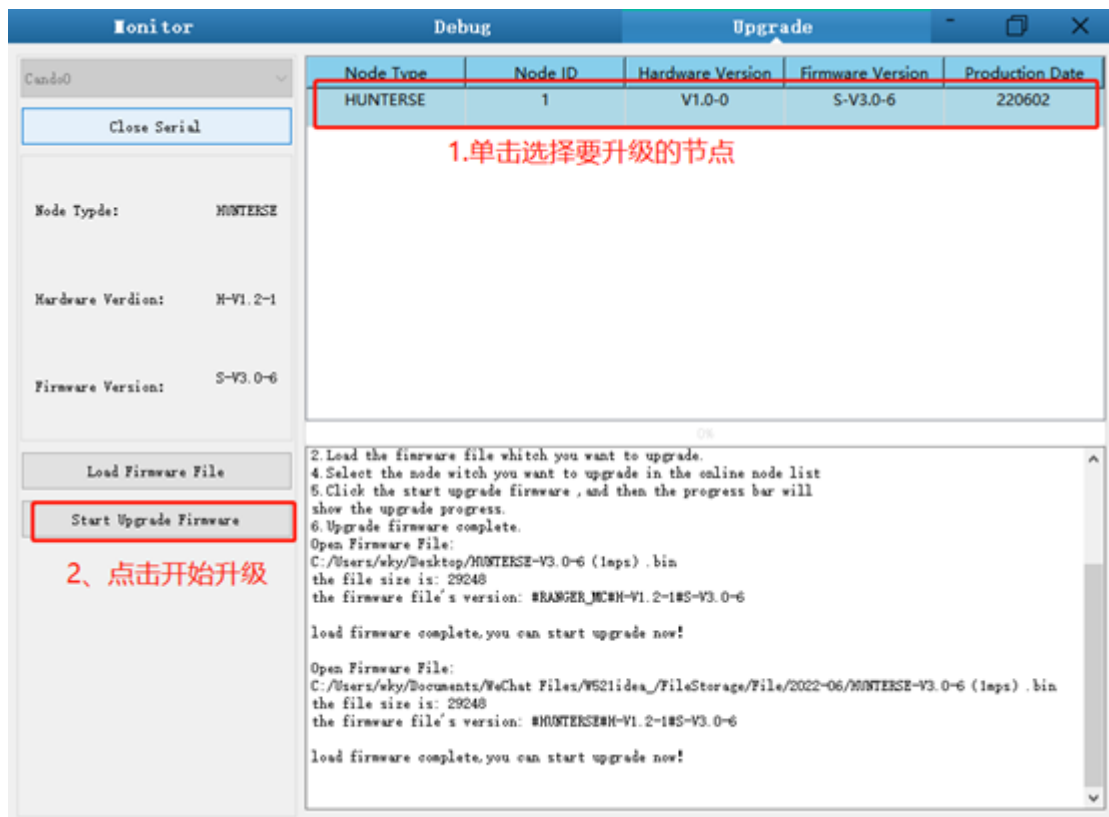 Monitor
Debug
Upgrade
Cando0
Close Serial
Node Typde: HUNTERSE
Hardware Verdion: H-V1.2-1
Firmware Version: S-V3.0-6
Load Firmware File
Start Upgrade Firmware
2、点击开始升级
Node Type Node ID Hardware Version Firmware Version Production Date
HUNTERSE 1 V1.0-0 S-V3.0-6 220602
1.单击选择要升级的节点
0%
2.Load the finrware file whitch you want to upgrade.
4.Select the node witch you want to upgrade in the online node list
5.Click the start upgrade firmware ,and then the progress bar will
show the upgrade progress.
6.Upgrade firmware complete.
Open Firmware File:
C:/Users/wky/Desktop/HUNTERSE-V3.0-6 (1mps) .bin
the file size is: 29248
the firmware file's version: #RANGER_MC#H-V1.2-1#S-V3.0-6
load firmware complete,you can start upgrade now!
Open Firmware File:
C:/Users/wky/Documents/WeChat Files/W521idea_/FileStorage/File/2022-06/HUNTERSE-V3.0-6 (1mps) .bin
the file size is: 29248
the firmware file's version: #HUNTERSE#H-V1.2-1#S-V3.0-6
load firmware complete,you can start upgrade now!